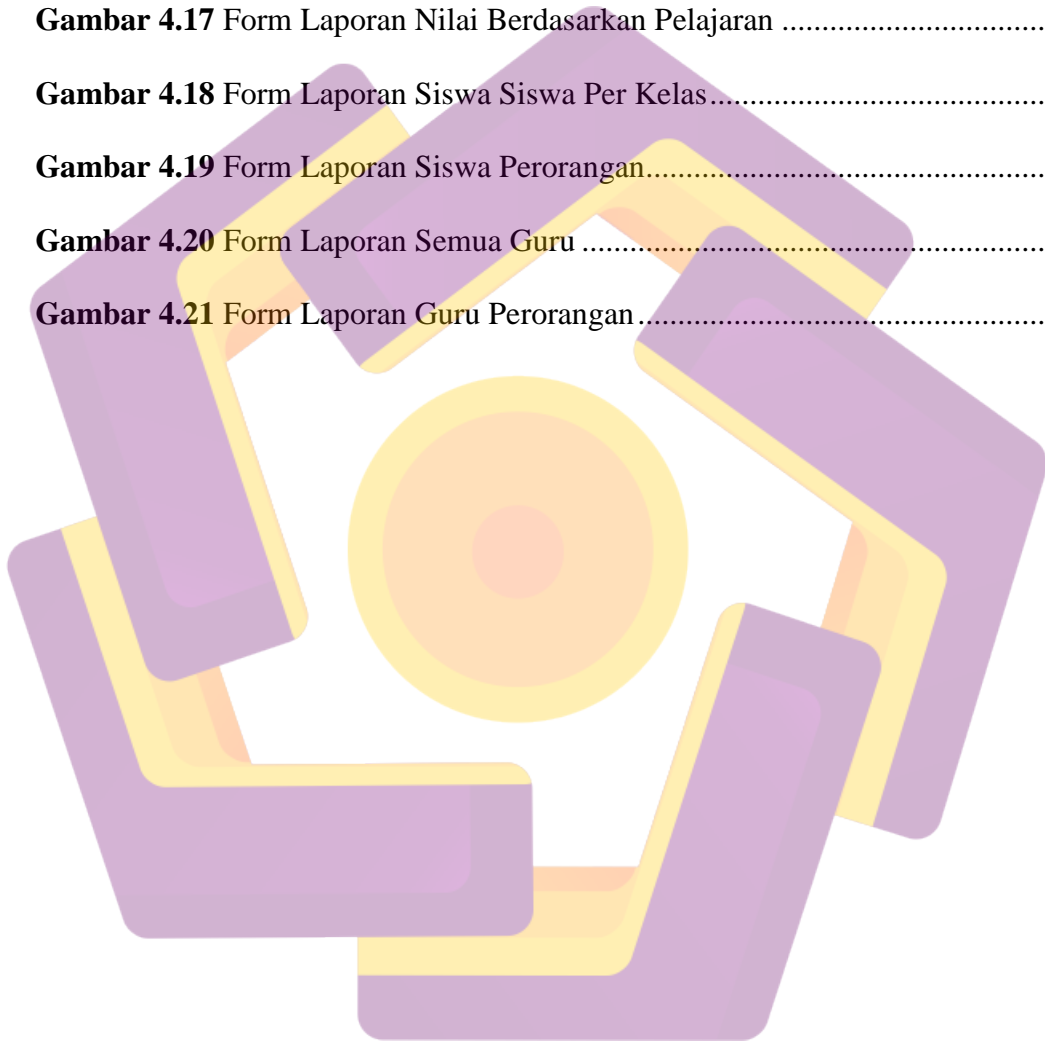 Gambar 4.17 Form Laporan Nilai Berdasarkan Pelajaran .................................
Gambar 4.18 Form Laporan Siswa Siswa Per Kelas..........................................
Gambar 4.19 Form Laporan Siswa Perorangan..................................................
Gambar 4.20 Form Laporan Semua Guru ..........................................................
Gambar 4.21 Form Laporan Guru Perorangan...................................................